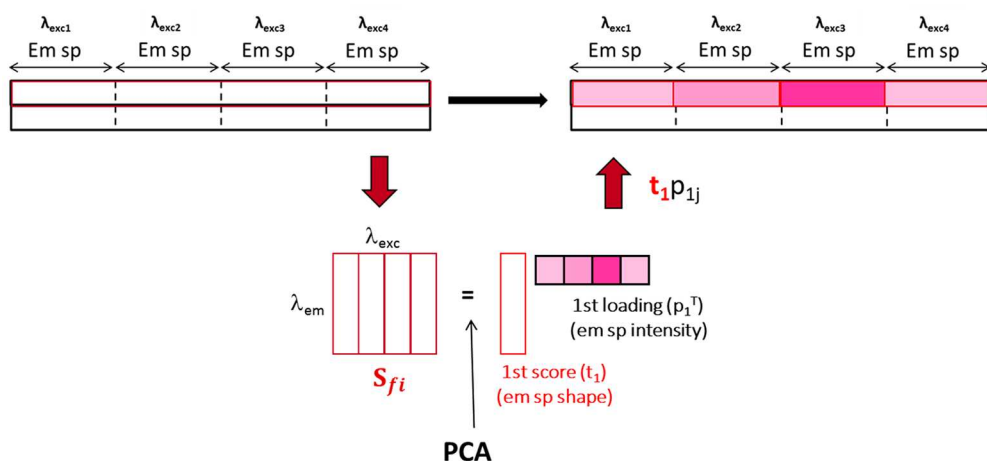 λexc1 λexc2 λexc3 λexc4
Em sp Em sp Em sp Em sp
λexc1 λexc2 λexc3 λexc4
Em sp Em sp Em sp Em sp
t₁p₁ⱼ
λexc
λem
=
S_fi
1st loading (p₁ᵀ)
(em sp intensity)
1st score (t₁)
(em sp shape)
PCA